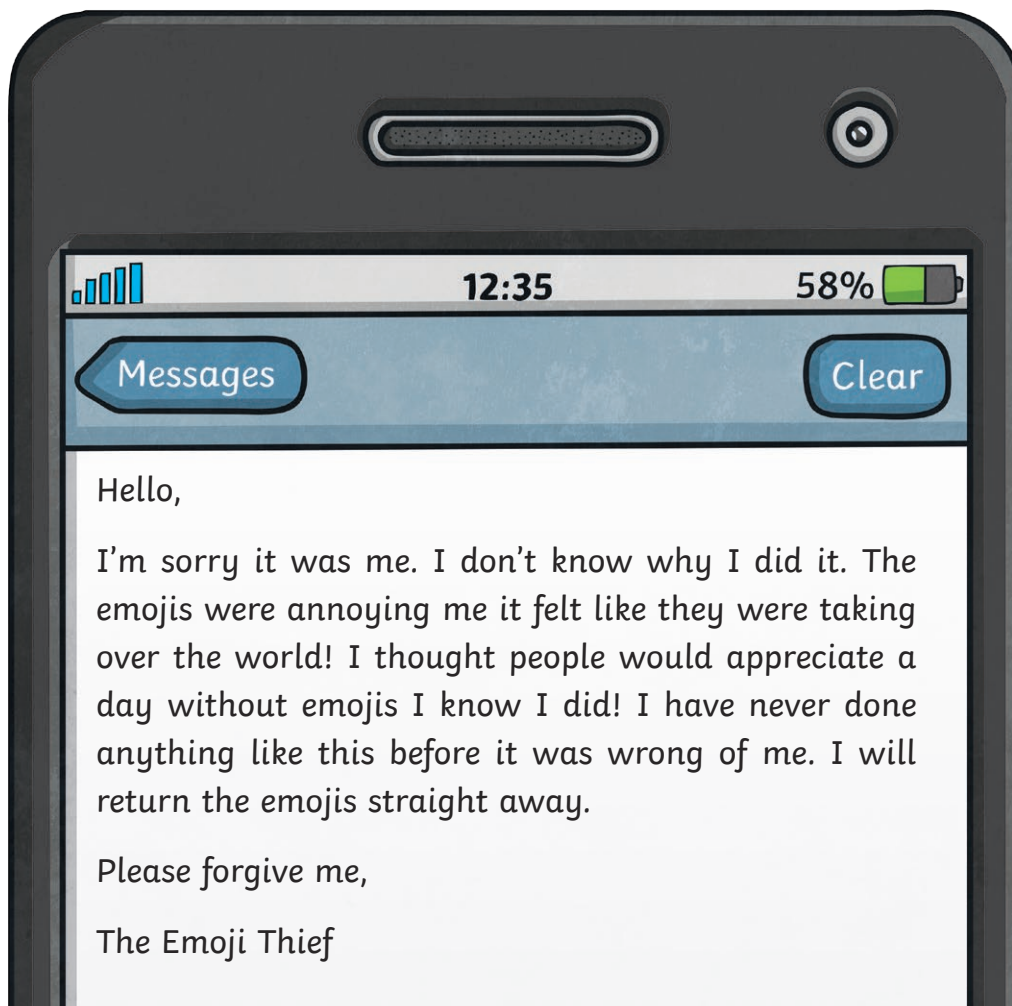 12:35
58%
Messages
Clear
Hello,
I'm sorry it was me. I don't know why I did it. The
emojis were annoying me it felt like they were taking
over the world! I thought people would appreciate a
day without emojis I know I did! I have never done
anything like this before it was wrong of me. I will
return the emojis straight away.
Please forgive me,
The Emoji Thief